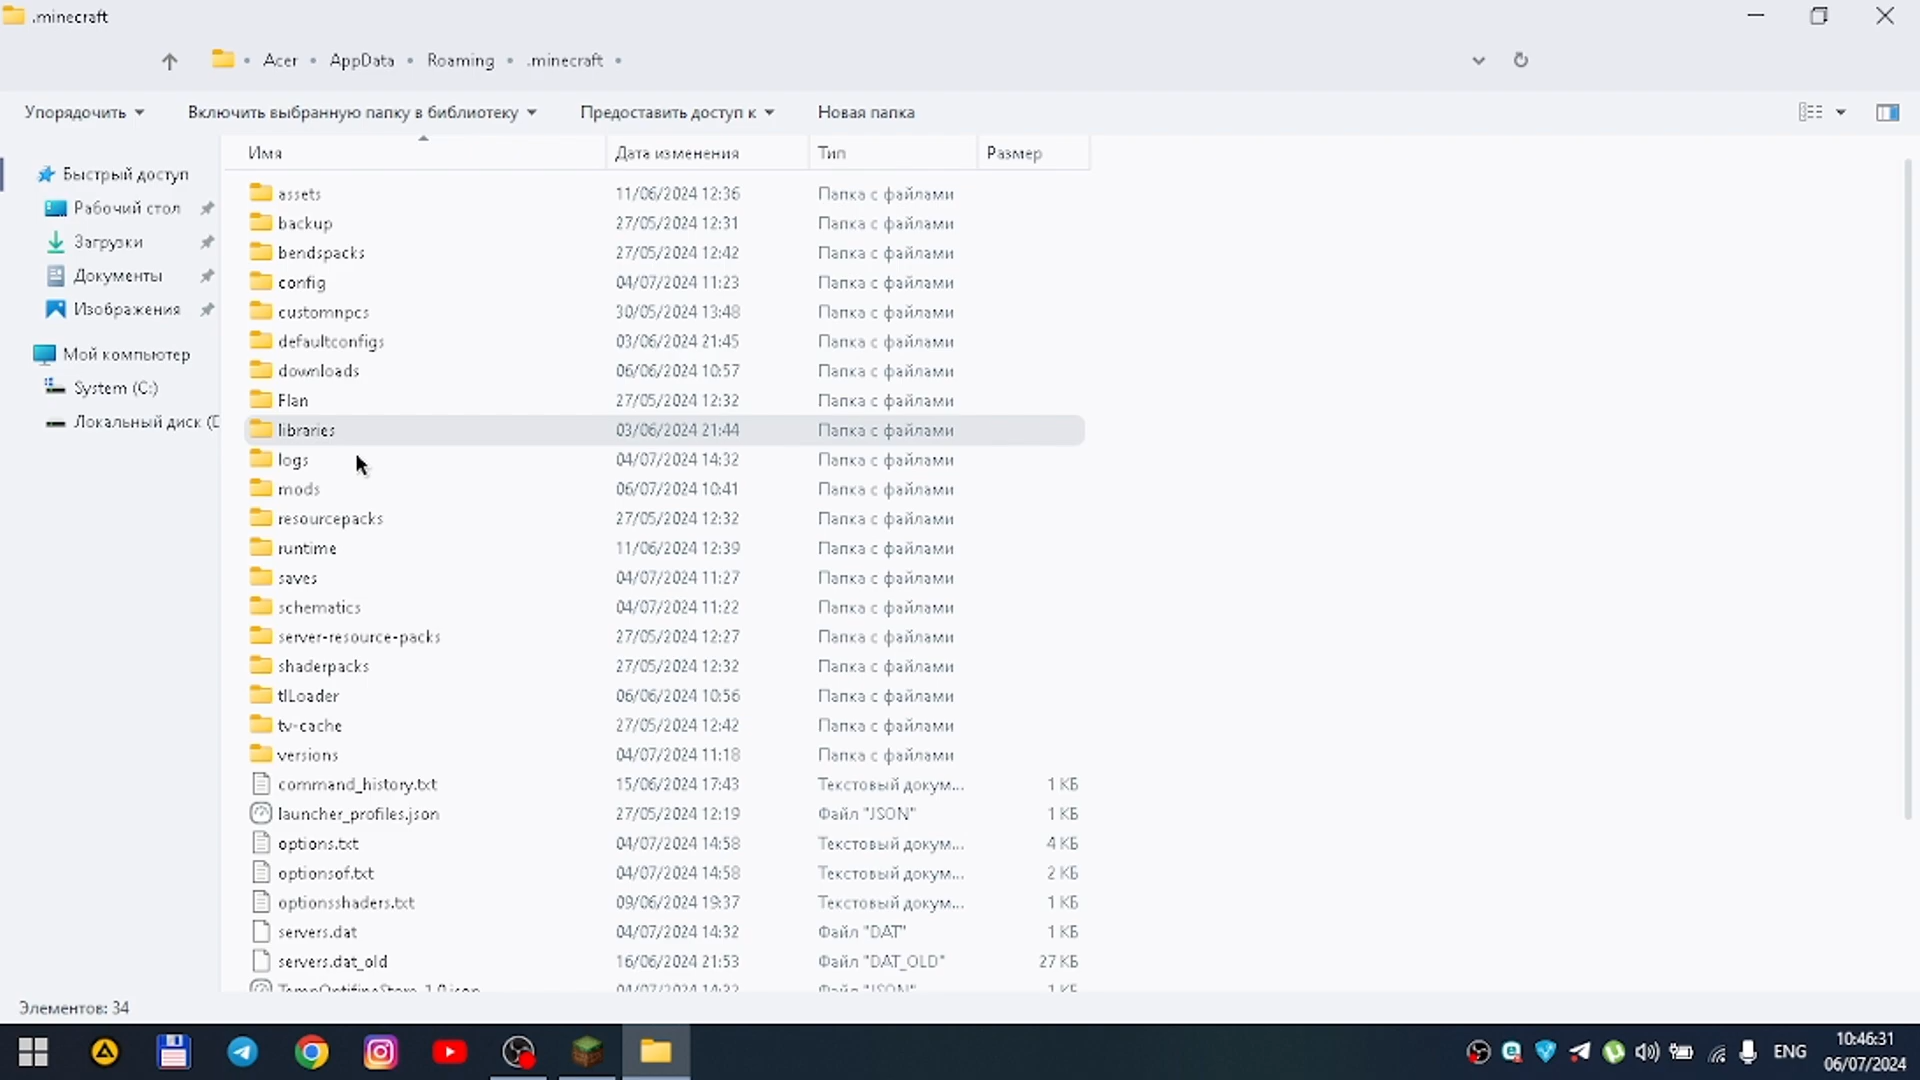 .minecraft
Acer • AppData • Roaming • .minecraft •
Упорядочить Включить выбранную папку в библиотеку Предоставить доступ к Новая папка
Имя Дата изменения Тип Размер
Быстрый доступ
Рабочий стол
Загрузки
Документы
Изображения
Мой компьютер
System (C:)
Локальный диск (D
assets 11/06/2024 12:36 Папка с файлами
backup 27/05/2024 12:31 Папка с файлами
bendspacks 27/05/2024 12:42 Папка с файлами
config 04/07/2024 11:23 Папка с файлами
customnpcs 30/05/2024 13:48 Папка с файлами
defaultconfigs 03/06/2024 21:45 Папка с файлами
downloads 06/06/2024 10:57 Папка с файлами
Flan 27/05/2024 12:32 Папка с файлами
libraries 03/06/2024 21:44 Папка с файлами
logs 04/07/2024 14:32 Папка с файлами
mods 06/07/2024 10:41 Папка с файлами
resourcepacks 27/05/2024 12:32 Папка с файлами
runtime 11/06/2024 12:39 Папка с файлами
saves 04/07/2024 11:27 Папка с файлами
schematics 04/07/2024 11:22 Папка с файлами
server-resource-packs 27/05/2024 12:27 Папка с файлами
shaderpacks 27/05/2024 12:32 Папка с файлами
tlLoader 06/06/2024 10:56 Папка с файлами
tv-cache 27/05/2024 12:42 Папка с файлами
versions 04/07/2024 11:18 Папка с файлами
command_history.txt 15/06/2024 17:43 Текстовый докум... 1 КБ
launcher_profiles.json 27/05/2024 12:19 Файл "JSON" 1 КБ
options.txt 04/07/2024 14:58 Текстовый докум... 4 КБ
optionsof.txt 04/07/2024 14:58 Текстовый докум... 2 КБ
optionsshaders.txt 09/06/2024 19:37 Текстовый докум... 1 КБ
servers.dat 04/07/2024 14:32 Файл "DAT" 1 КБ
servers.dat_old 16/06/2024 21:53 Файл "DAT_OLD" 27 КБ
TempOptifineStore_1.0.json 04/07/2024 14:32 Файл "JSON" 1 КБ
Элементов: 34
ENG
10:46:31
06/07/2024